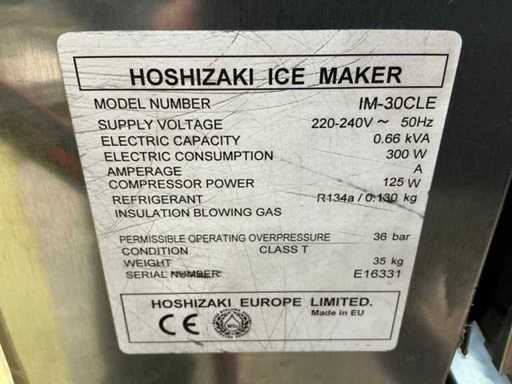 HOSHIZAKI ICE MAKER
MODEL NUMBER IM-30CLE
SUPPLY VOLTAGE 220-240V ~ 50Hz
ELECTRIC CAPACITY 0.66 kVA
ELECTRIC CONSUMPTION 300 W
AMPERAGE A
COMPRESSOR POWER 125 W
REFRIGERANT R134a / 0.130 kg
INSULATION BLOWING GAS
PERMISSIBLE OPERATING OVERPRESSURE 36 bar
CONDITION CLASS T
WEIGHT 35 kg
SERIAL NUMBER E16331
HOSHIZAKI EUROPE LIMITED.
Made in EU
CE